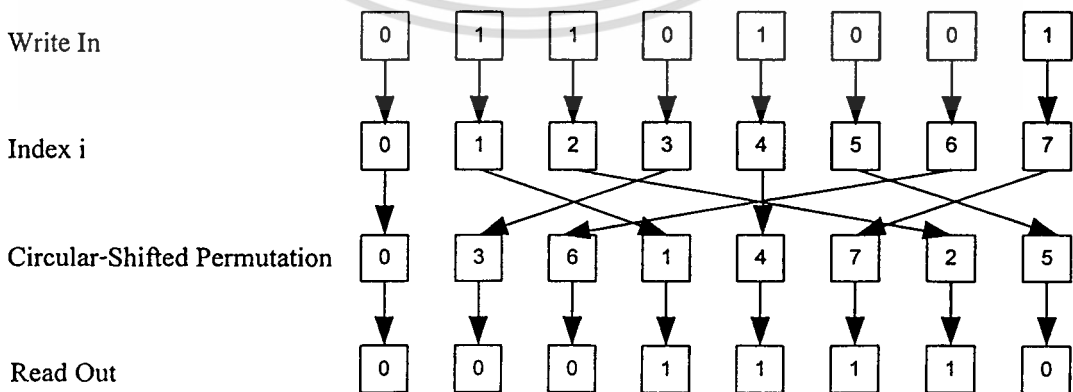 Write In 0 1 1 0 1 0 0 1
Index i 0 1 2 3 4 5 6 7
Circular-Shifted Permutation 0 3 6 1 4 7 2 5
Read Out 0 0 0 1 1 1 1 0